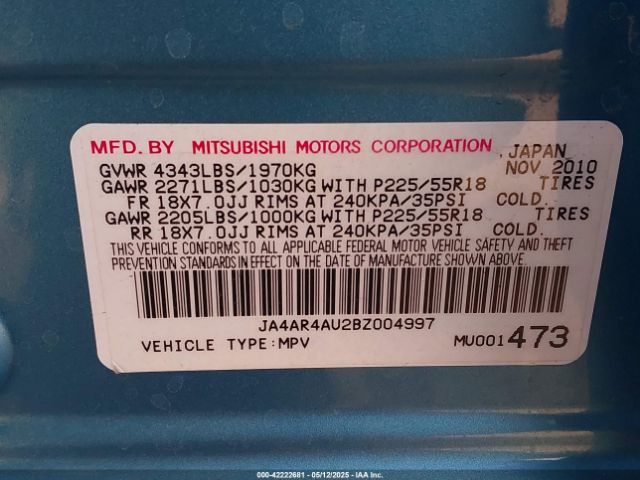 MFD. BY MITSUBISHI MOTORS CORPORATION, JAPAN
GVWR 4343LBS/1970KG NOV 2010
GAWR 2271LBS/1030KG WITH P225/55R18 TIRES
FR 18X7.0JJ RIMS AT 240KPA/35PSI COLD.
GAWR 2205LBS/1000KG WITH P225/55R18 TIRES
RR 18X7.0JJ RIMS AT 240KPA/35PSI COLD.
THIS VEHICLE CONFORMS TO ALL APPLICABLE FEDERAL MOTOR VEHICLE SAFETY AND THEFT
PREVENTION STANDARDS IN EFFECT ON THE DATE OF MANUFACTURE SHOWN ABOVE.
JA4AR4AU2BZ004997
VEHICLE TYPE:MPV MU001473
000-42222681 - 05/12/2025 - IAA Inc.